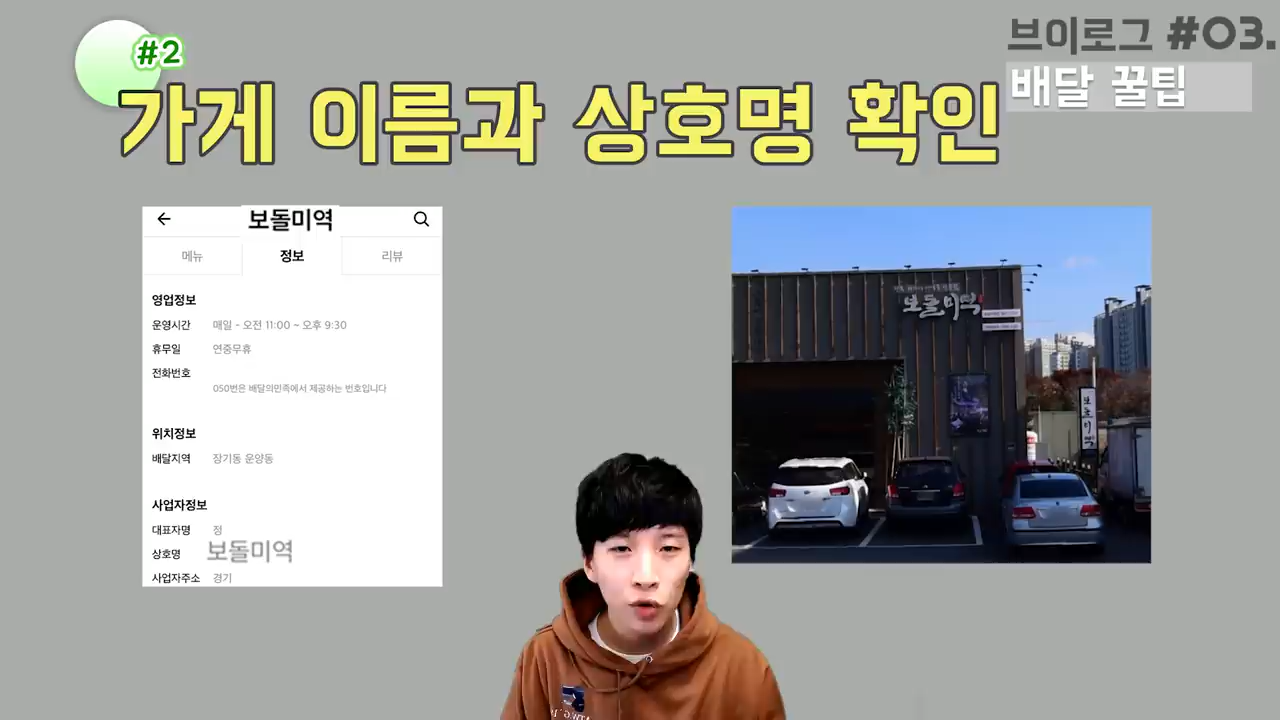 브이로그 #03.
배달 꿀팁
#2
가게 이름과 상호명 확인
보돌미역
메뉴 정보 리뷰
영업정보
운영시간 매일 - 오전 11:00 ~ 오후 9:30
휴무일 연중무휴
전화번호
050번은 배달의민족에서 제공하는 번호입니다
위치정보
배달지역 장기동 운양동
사업자정보
대표자명 정
상호명 보돌미역
사업자주소 경기
보돌미역
보돌미역